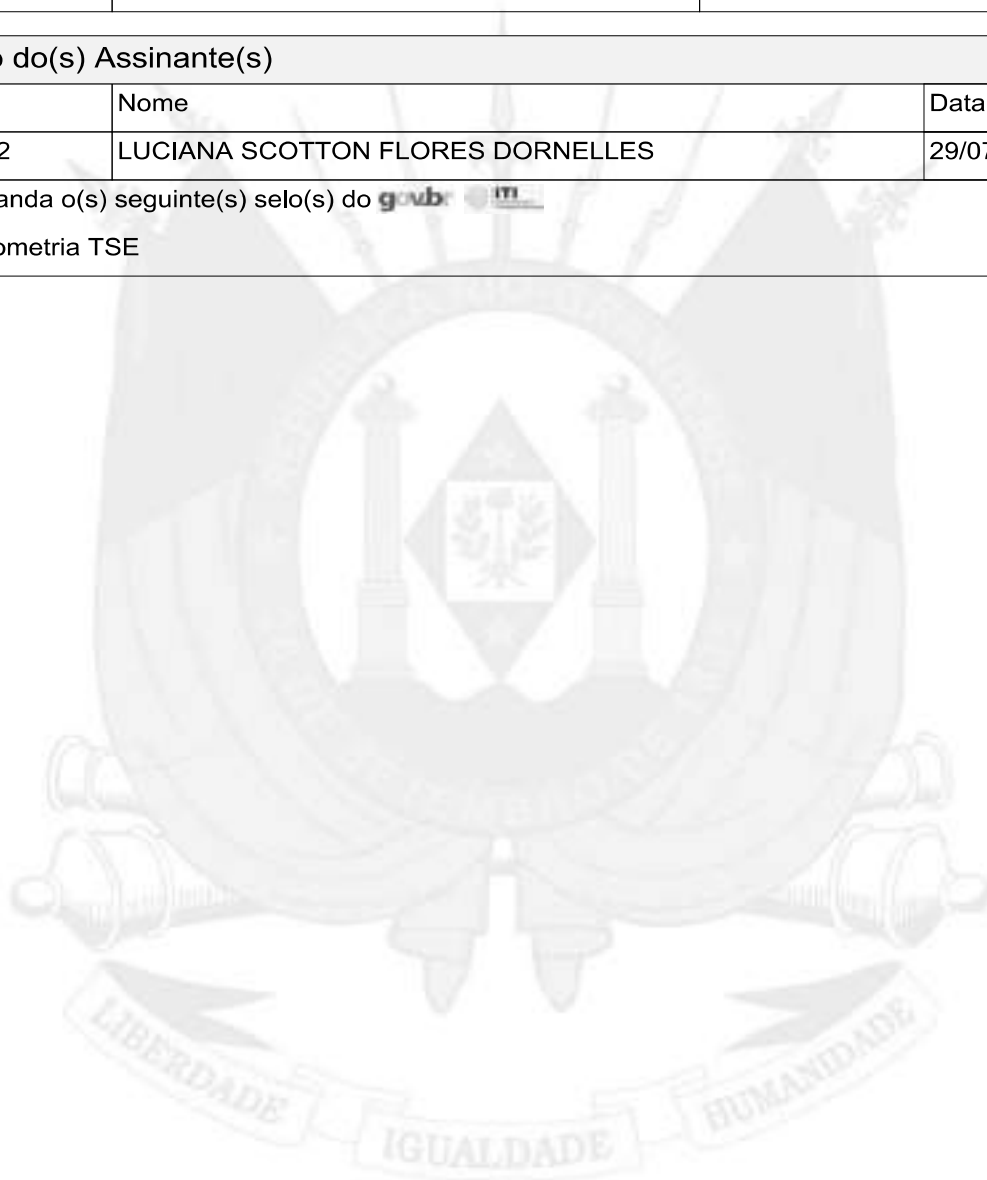 o do(s) Assinante(s)
Nome Data
2 LUCIANA SCOTTON FLORES DORNELLES 29/07
anda o(s) seguinte(s) selo(s) do gov.br ITI
ometria TSE
LIBERDADE IGUALDADE HUMANIDADE